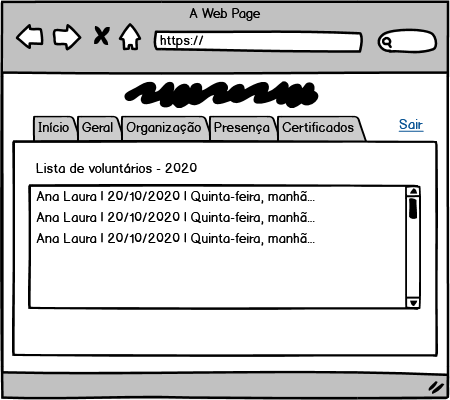 A Web Page
https://
Início Geral Organização Presença Certificados Sair
Lista de voluntários - 2020
Ana Laura | 20/10/2020 | Quinta-feira, manhã...
Ana Laura | 20/10/2020 | Quinta-feira, manhã...
Ana Laura | 20/10/2020 | Quinta-feira, manhã...